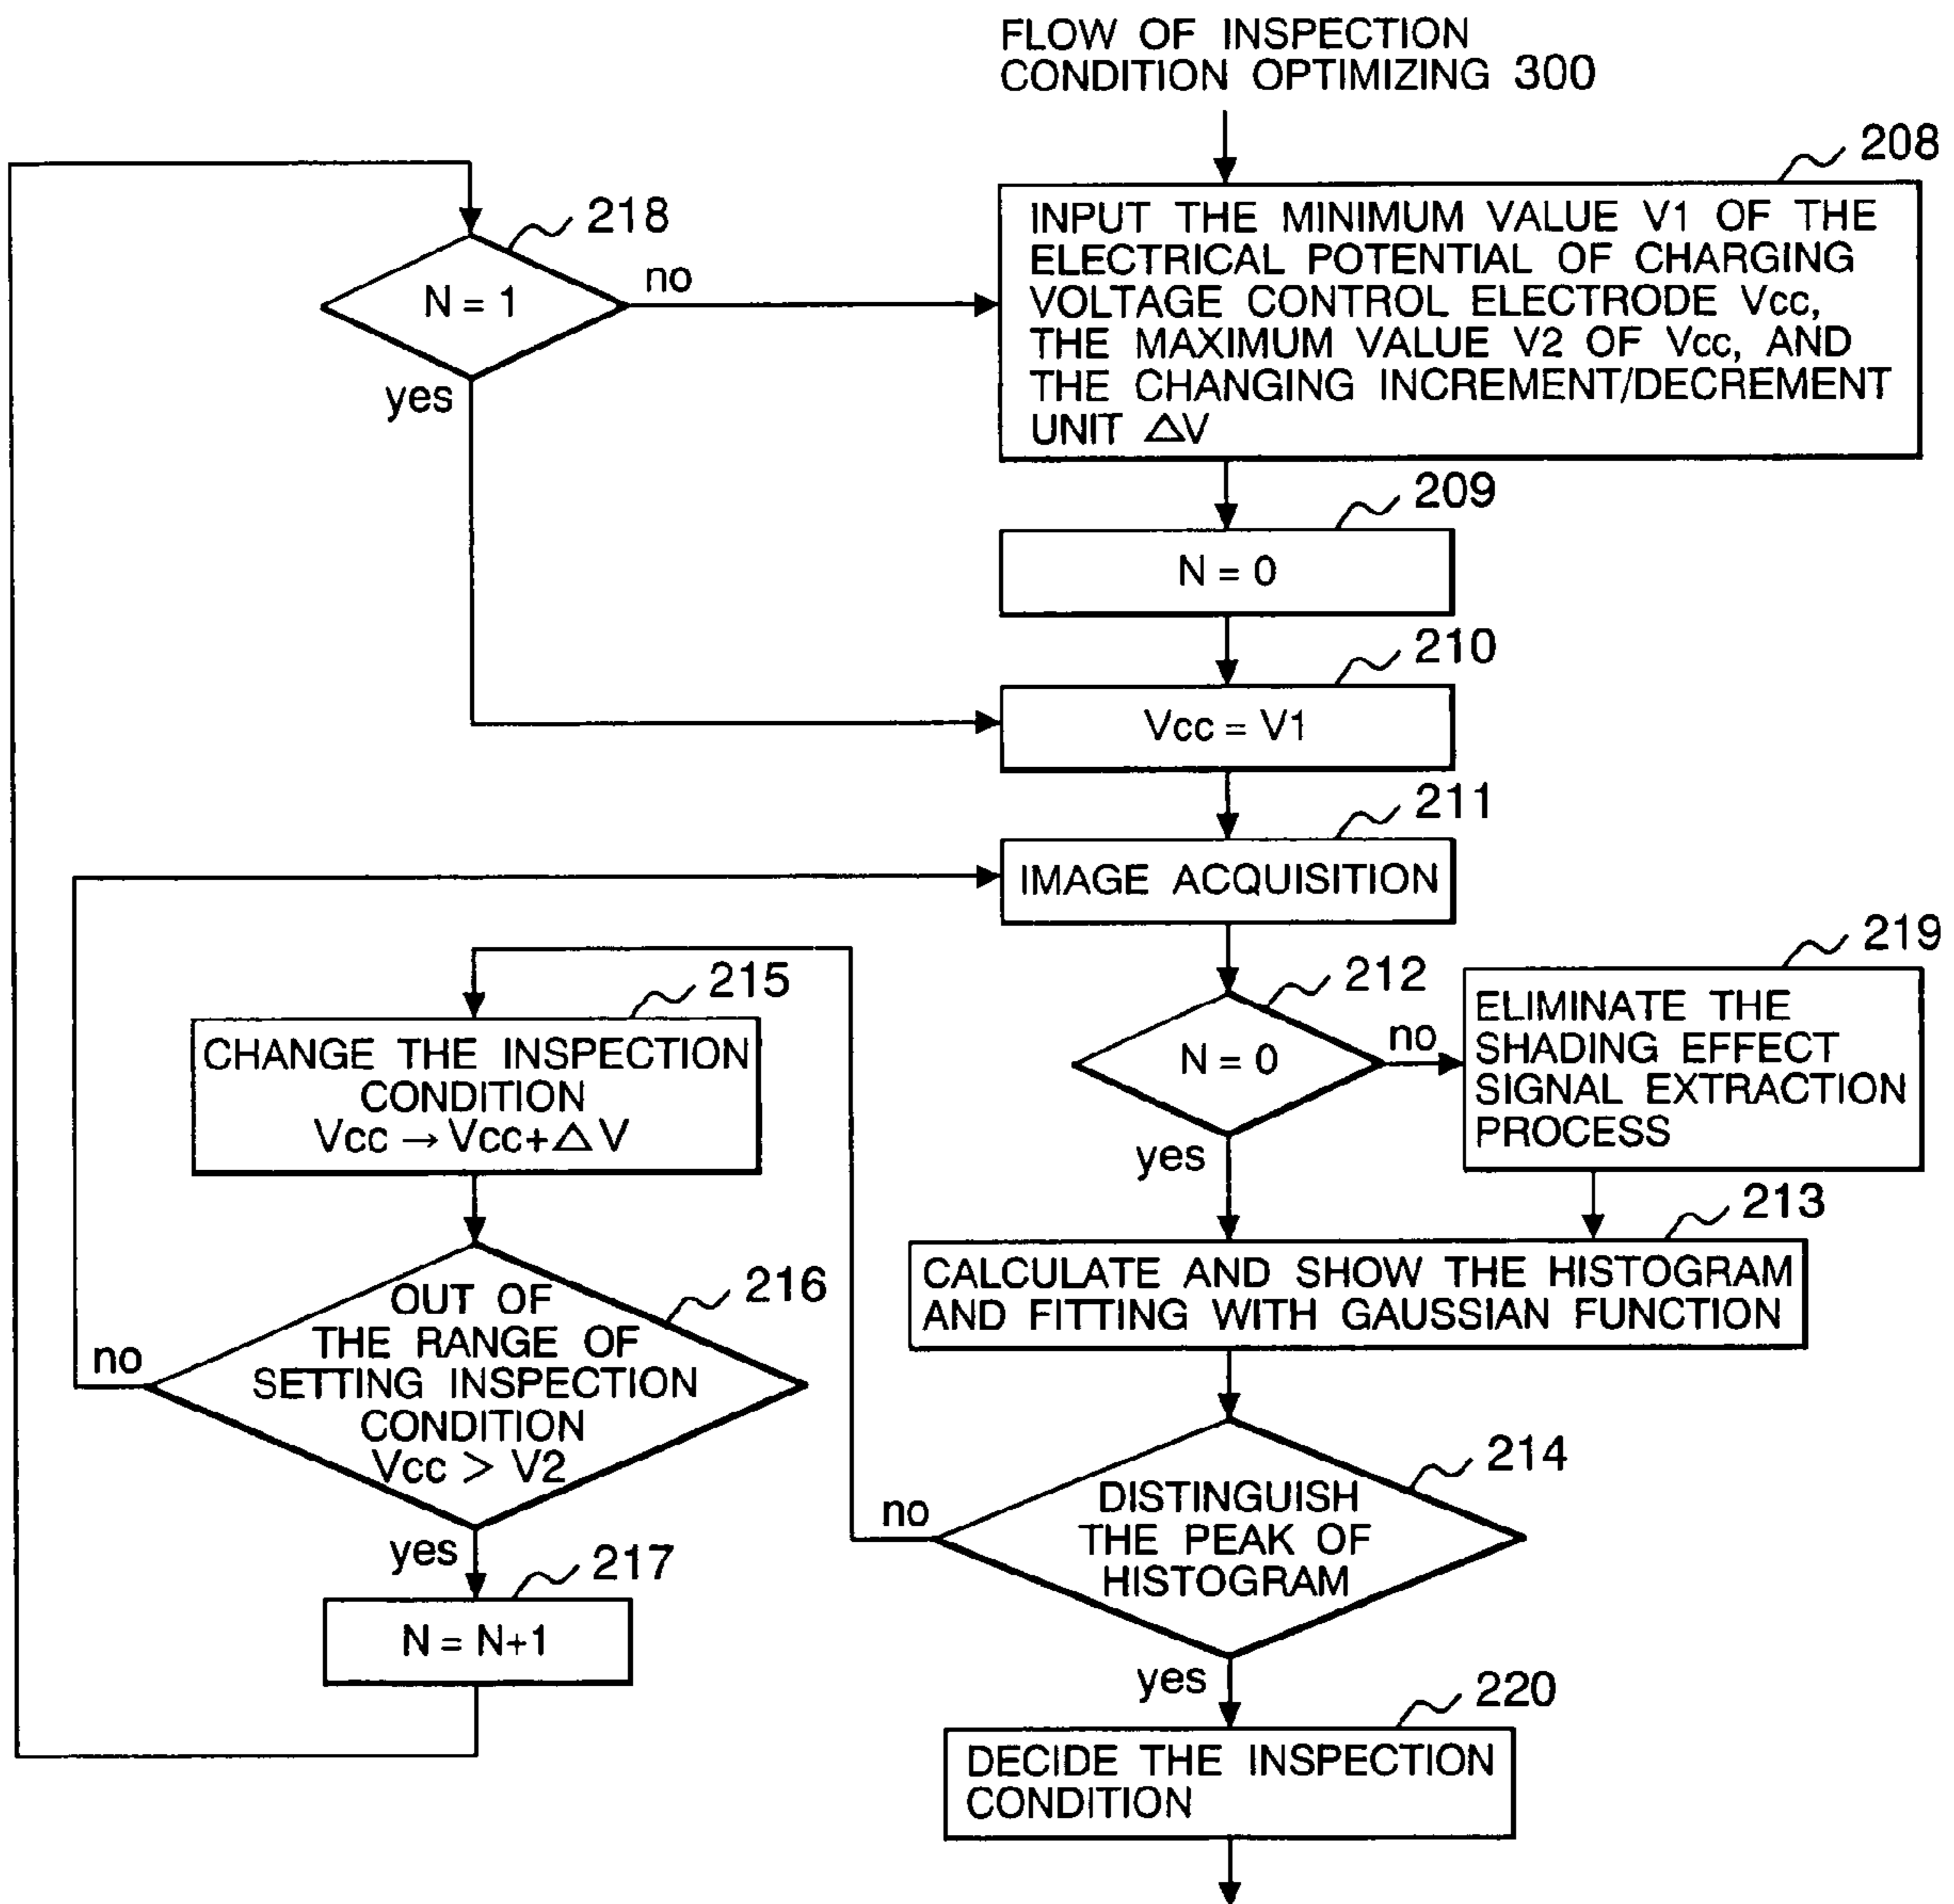 FLOW OF INSPECTION
CONDITION OPTIMIZING 300
208
INPUT THE MINIMUM VALUE V1 OF THE
ELECTRICAL POTENTIAL OF CHARGING
VOLTAGE CONTROL ELECTRODE Vcc,
THE MAXIMUM VALUE V2 OF Vcc, AND
THE CHANGING INCREMENT/DECREMENT
UNIT △V
218
N = 1
no
yes
209
N = 0
210
Vcc = V1
211
IMAGE ACQUISITION
212
N = 0
no
yes
219
ELIMINATE THE
SHADING EFFECT
SIGNAL EXTRACTION
PROCESS
213
CALCULATE AND SHOW THE HISTOGRAM
AND FITTING WITH GAUSSIAN FUNCTION
214
DISTINGUISH
THE PEAK OF
HISTOGRAM
no
yes
215
CHANGE THE INSPECTION
CONDITION
Vcc → Vcc+△V
216
OUT OF
THE RANGE OF
SETTING INSPECTION
CONDITION
Vcc > V2
no
yes
217
N = N+1
220
DECIDE THE INSPECTION
CONDITION